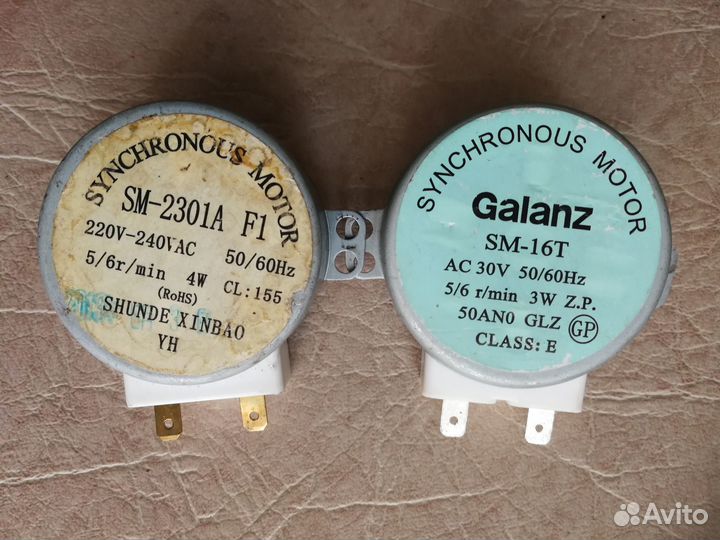 SYNCHRONOUS MOTOR
SM-2301A F1
220V-240VAC 50/60Hz
5/6r/min 4W CL:155
(RoHS)
SHUNDE XINBAO
YH
SYNCHRONOUS MOTOR
Galanz
SM-16T
AC 30V 50/60Hz
5/6 r/min 3W Z.P.
50AN0 GLZ GP
CLASS: E
Avito